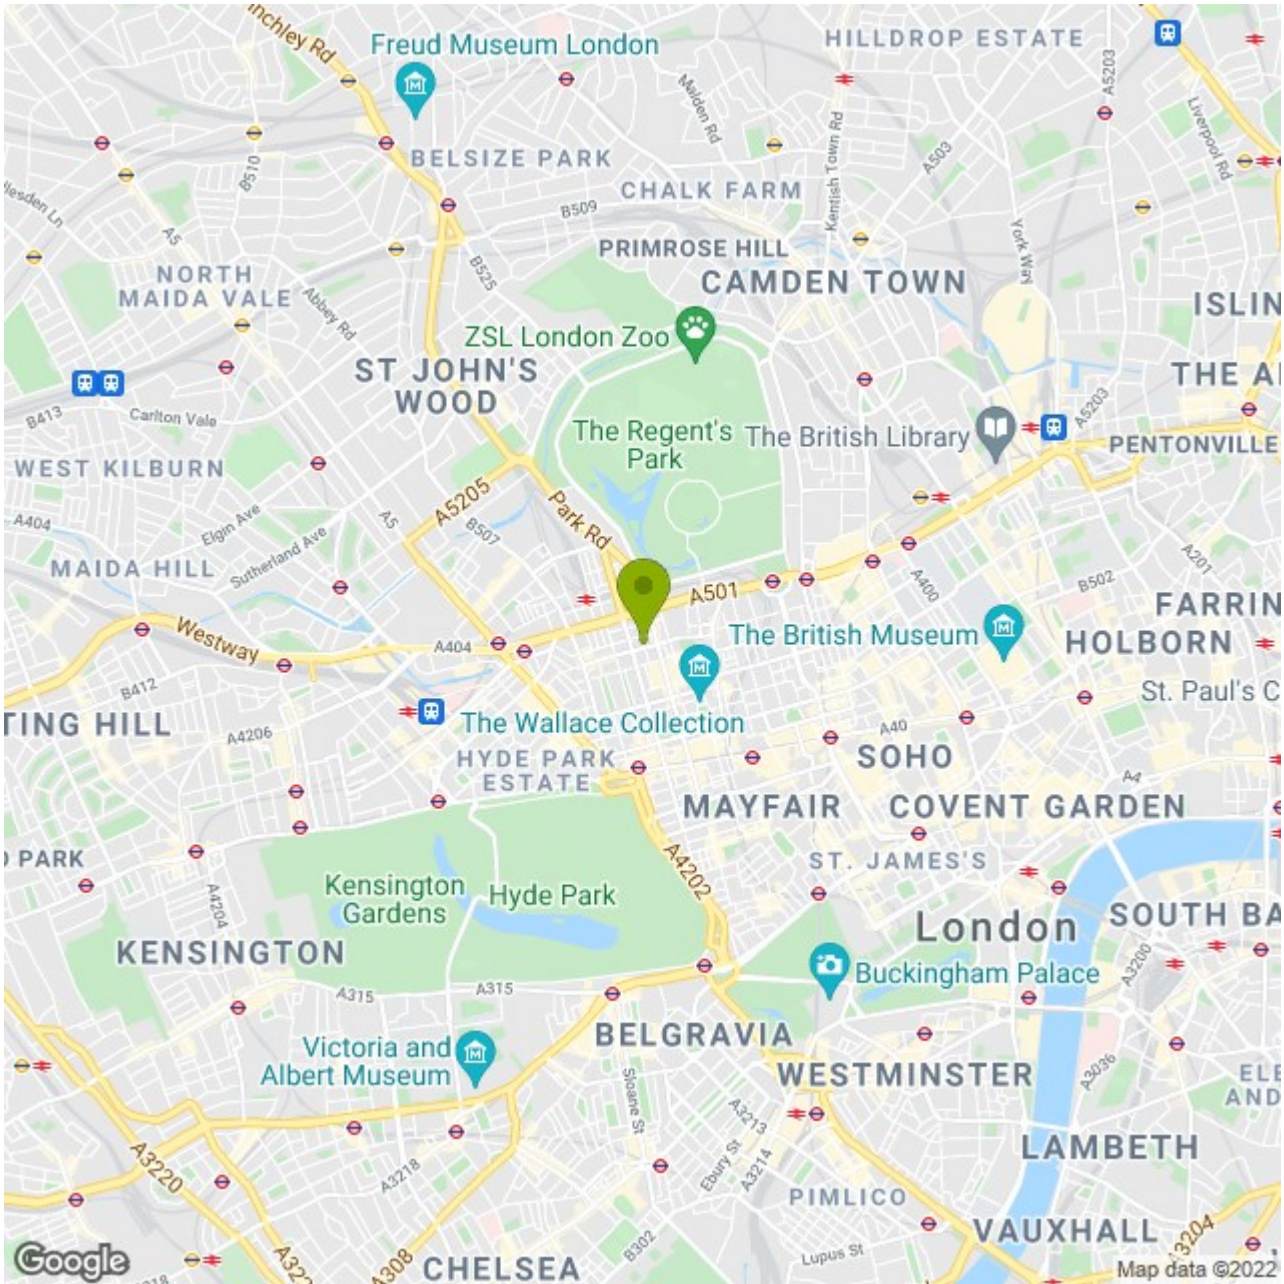 inchley Rd
Freud Museum London
HILLDROP ESTATE
A5203
Malden Rd
Liverpool Rd
Kentish Town Rd
BELSIZE PARK
B510
A503
CHALK FARM
lesden Ln
B509
York Way
A5
PRIMROSE HILL
B525
NORTH
MAIDA VALE
CAMDEN TOWN
Abbey Rd
ISLIN
ZSL London Zoo
ST JOHN'S
WOOD
THE A
B413
Carlton Vale
A5203
The Regent's
Park
The British Library
PENTONVILLE
WEST KILBURN
A5205
Park Rd
A404
Elgin Ave
A5
B507
Sutherland Ave
A201
MAIDA HILL
A400
B502
A501
FARRIN
Westway
A404
The British Museum
HOLBORN
B412
St. Paul's C
TING HILL
The Wallace Collection
A40
A4206
HYDE PARK
ESTATE
SOHO
A4
MAYFAIR
COVENT GARDEN
D PARK
A4202
ST. JAMES'S
Kensington
Gardens
Hyde Park
A4204
London
SOUTH BA
KENSINGTON
Buckingham Palace
A3200
A315
A315
BELGRAVIA
Victoria and
Albert Museum
WESTMINSTER
A3036
ELE
AND
Sloane St
A3213
LAMBETH
Ebury St
A3214
A3220
A3218
PIMLICO
VAUXHALL
A3204
B302
Lupus St
Google
A308
CHELSEA
Map data ©2022